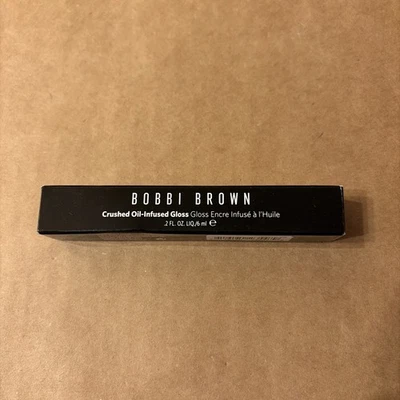 BOBBI BROWN
Crushed Oil-Infused Gloss Gloss Encre Infusé à l'Huile
.2 FL. OZ. LIQ./6 ml ℮